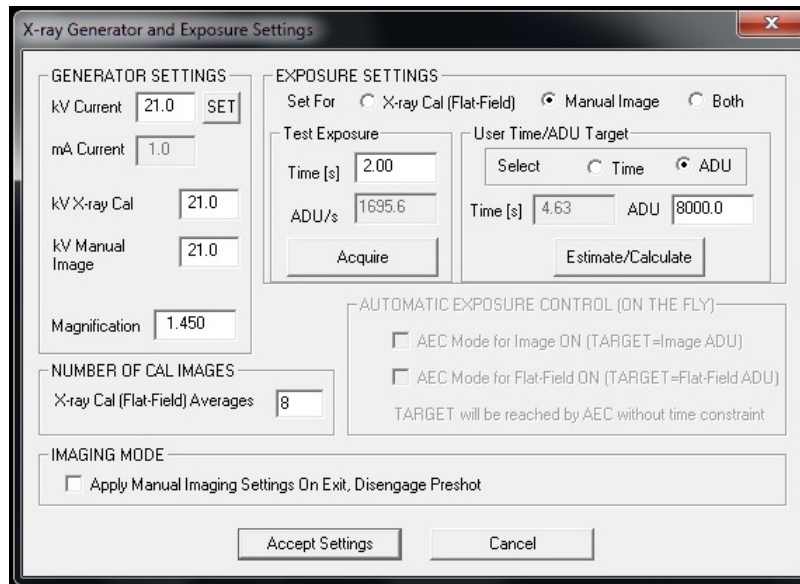 X-ray Generator and Exposure Settings
GENERATOR SETTINGS
kV Current 21.0 SET
mA Current 1.0
kV X-ray Cal 21.0
kV Manual
Image 21.0
Magnification 1.450
NUMBER OF CAL IMAGES
X-ray Cal (Flat-Field) Averages 8
EXPOSURE SETTINGS
Set For X-ray Cal (Flat-Field) Manual Image Both
Test Exposure
Time [s] 2.00
ADU/s 1695.6
Acquire
User Time/ADU Target
Select Time ADU
Time [s] 4.63 ADU 8000.0
Estimate/Calculate
AUTOMATIC EXPOSURE CONTROL (ON THE FLY)
AEC Mode for Image ON (TARGET=Image ADU)
AEC Mode for Flat-Field ON (TARGET=Flat-Field ADU)
TARGET will be reached by AEC without time constraint
IMAGING MODE
Apply Manual Imaging Settings On Exit, Disengage Preshot
Accept Settings Cancel